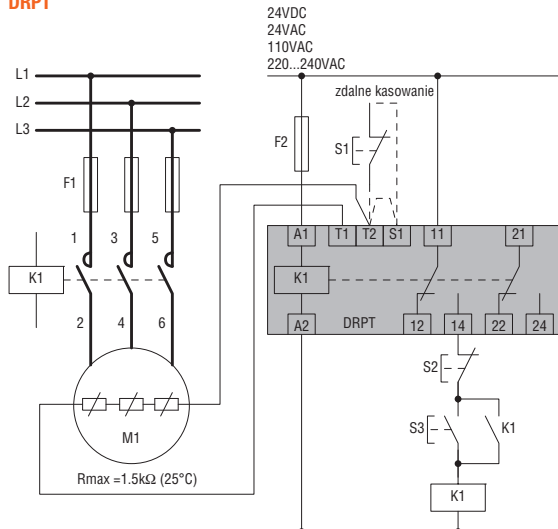 DRPT
24VDC
24VAC
110VAC
220...240VAC
zdalne kasowanie
L1
L2
L3
F1
F2
S1
1 3 5
K1
2 4 6
M1
Rmax =1.5kΩ (25°C)
A1 T1 T2 S1 11 21
K1
A2 DRPT 12 14 22 24
S2
S3 K1
K1